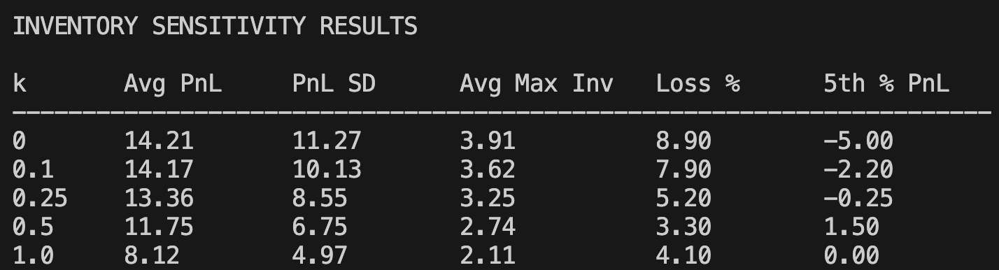 INVENTORY SENSITIVITY RESULTS
k Avg PnL PnL SD Avg Max Inv Loss % 5th % PnL
----------------------------------------------------------------------
0 14.21 11.27 3.91 8.90 -5.00
0.1 14.17 10.13 3.62 7.90 -2.20
0.25 13.36 8.55 3.25 5.20 -0.25
0.5 11.75 6.75 2.74 3.30 1.50
1.0 8.12 4.97 2.11 4.10 0.00